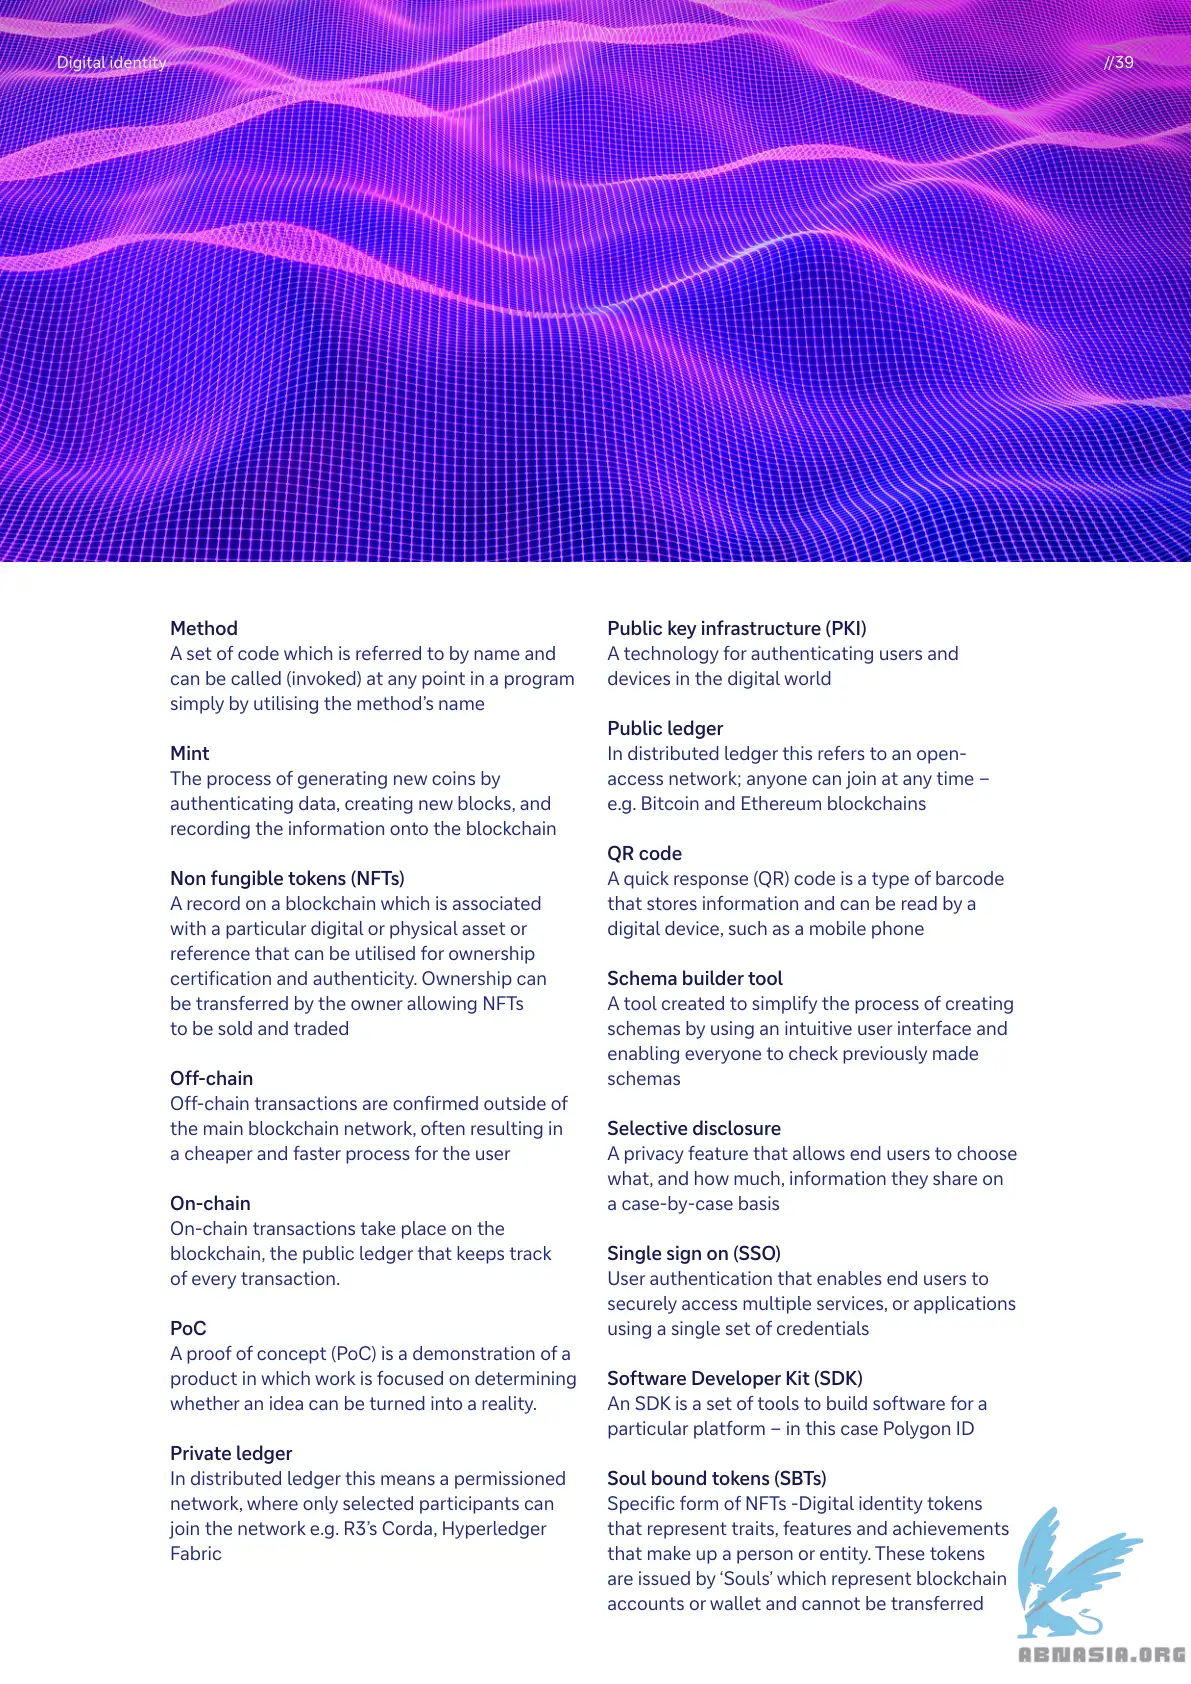 Digital identity
//39
Method
A set of code which is referred to by name and
can be called (invoked) at any point in a program
simply by utilising the method’s name
Mint
The process of generating new coins by
authenticating data, creating new blocks, and
recording the information onto the blockchain
Non fungible tokens (NFTs)
A record on a blockchain which is associated
with a particular digital or physical asset or
reference that can be utilised for ownership
certification and authenticity. Ownership can
be transferred by the owner allowing NFTs
to be sold and traded
Off-chain
Off-chain transactions are confirmed outside of
the main blockchain network, often resulting in
a cheaper and faster process for the user
On-chain
On-chain transactions take place on the
blockchain, the public ledger that keeps track
of every transaction.
PoC
A proof of concept (PoC) is a demonstration of a
product in which work is focused on determining
whether an idea can be turned into a reality.
Private ledger
In distributed ledger this means a permissioned
network, where only selected participants can
join the network e.g. R3’s Corda, Hyperledger
Fabric
Public key infrastructure (PKI)
A technology for authenticating users and
devices in the digital world
Public ledger
In distributed ledger this refers to an open-
access network; anyone can join at any time –
e.g. Bitcoin and Ethereum blockchains
QR code
A quick response (QR) code is a type of barcode
that stores information and can be read by a
digital device, such as a mobile phone
Schema builder tool
A tool created to simplify the process of creating
schemas by using an intuitive user interface and
enabling everyone to check previously made
schemas
Selective disclosure
A privacy feature that allows end users to choose
what, and how much, information they share on
a case-by-case basis
Single sign on (SSO)
User authentication that enables end users to
securely access multiple services, or applications
using a single set of credentials
Software Developer Kit (SDK)
An SDK is a set of tools to build software for a
particular platform – in this case Polygon ID
Soul bound tokens (SBTs)
Specific form of NFTs -Digital identity tokens
that represent traits, features and achievements
that make up a person or entity. These tokens
are issued by ‘Souls’ which represent blockchain
accounts or wallet and cannot be transferred
ABNASIA.ORG